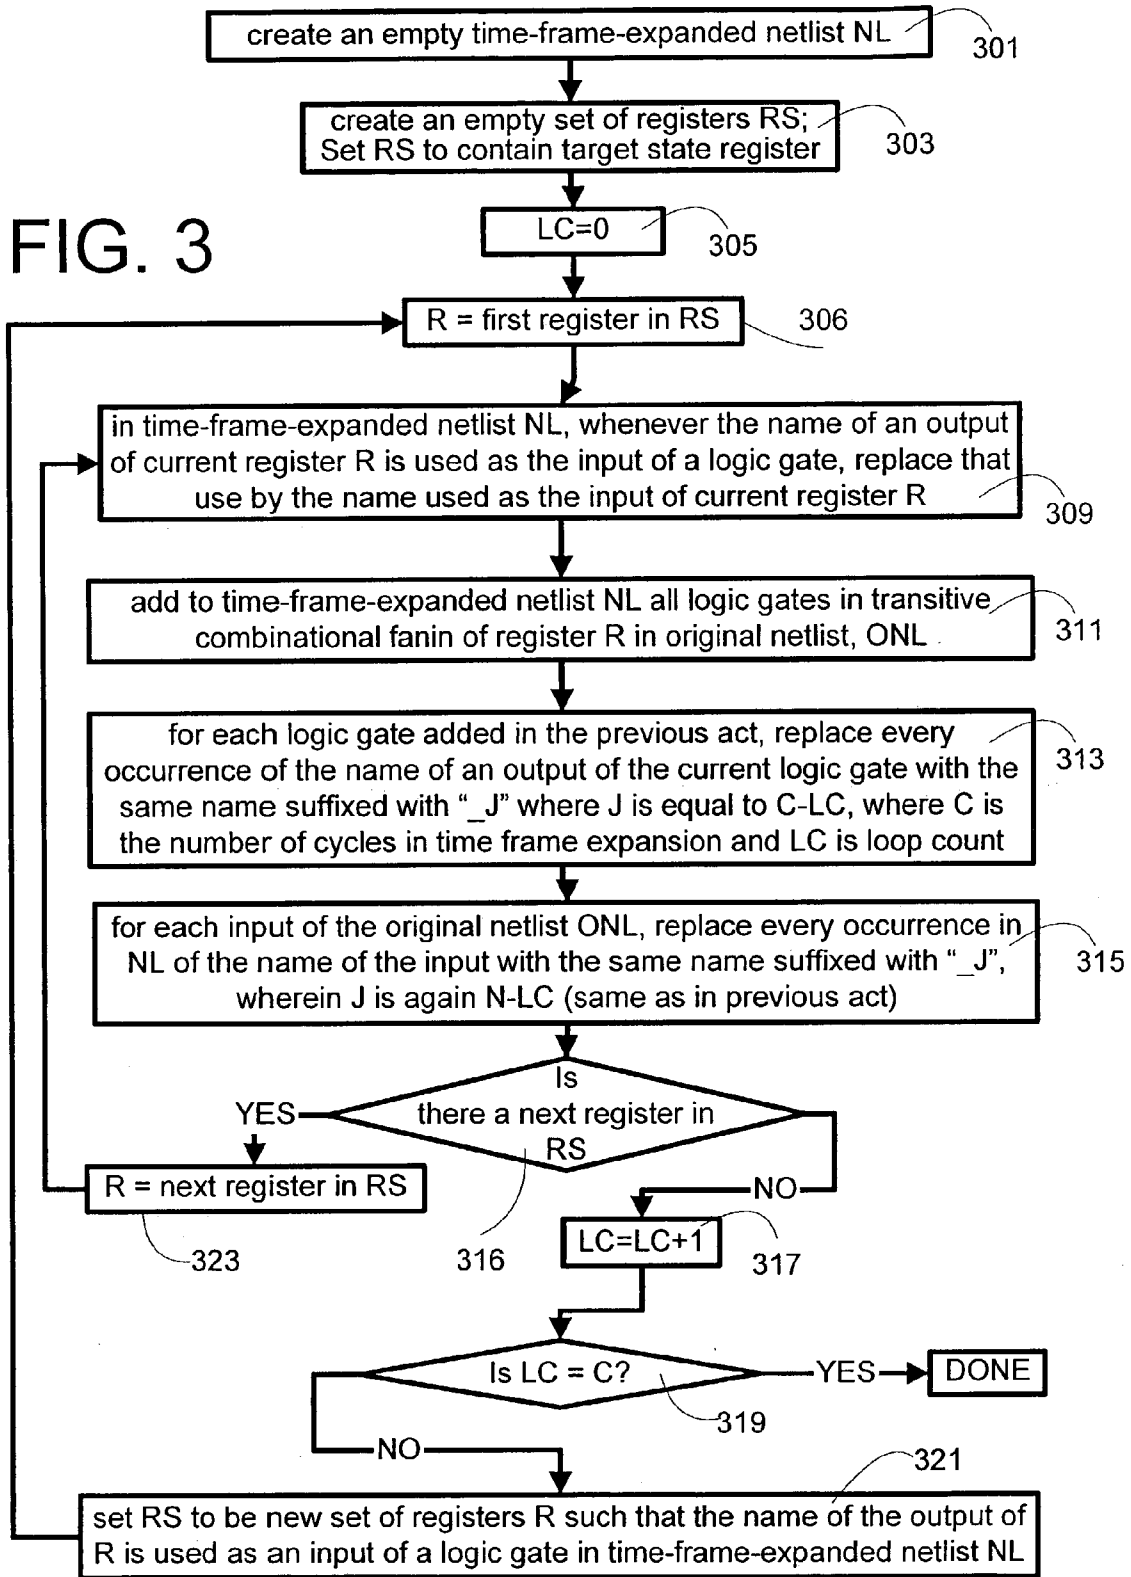 create an empty time-frame-expanded netlist NL
301
create an empty set of registers RS;
Set RS to contain target state register
303
FIG. 3
LC=0
305
R = first register in RS
306
in time-frame-expanded netlist NL, whenever the name of an output
of current register R is used as the input of a logic gate, replace that
use by the name used as the input of current register R
309
add to time-frame-expanded netlist NL all logic gates in transitive
combinational fanin of register R in original netlist, ONL
311
for each logic gate added in the previous act, replace every
occurrence of the name of an output of the current logic gate with the
same name suffixed with “_J” where J is equal to C-LC, where C is
the number of cycles in time frame expansion and LC is loop count
313
for each input of the original netlist ONL, replace every occurrence in
NL of the name of the input with the same name suffixed with “_J”,
wherein J is again N-LC (same as in previous act)
315
Is
there a next register in
RS
316
YES
R = next register in RS
323
NO
LC=LC+1
317
Is LC = C?
319
YES
DONE
NO
321
set RS to be new set of registers R such that the name of the output of
R is used as an input of a logic gate in time-frame-expanded netlist NL